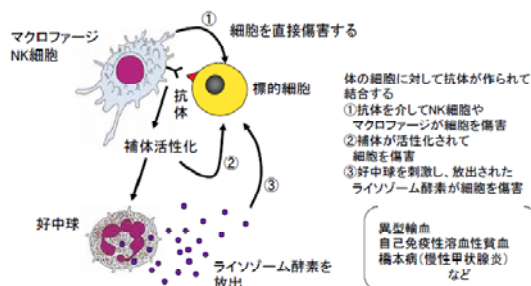 ①
細胞を直接傷害する
マクロファージ
NK細胞
抗
体
標的細胞
補体活性化
②
③
好中球
ライソゾーム酵素を
放出
体の細胞に対して抗体が作られて
結合する
①抗体を介してNK細胞や
マクロファージが細胞を傷害
②補体が活性化されて
細胞を傷害
③好中球を刺激し、放出された
ライソゾーム酵素が細胞を傷害
異型輸血
自己免疫性溶血性貧血
橋本病(慢性甲状腺炎)
など